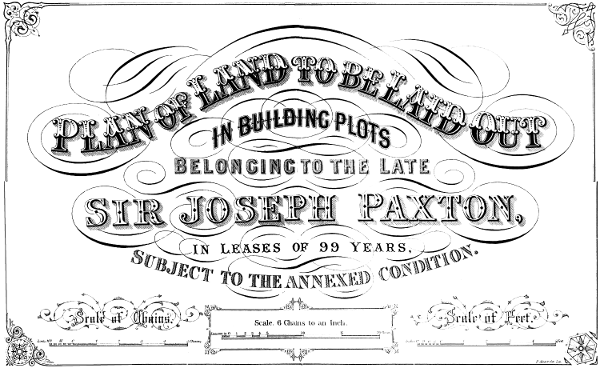 PLAN OF LAND TO BE LAID OUT
IN BUILDING PLOTS
BELONGING TO THE LATE
SIR JOSEPH PAXTON,
IN LEASES OF 99 YEARS,
SUBJECT TO THE ANNEXED CONDITION.
Scale of Chains.
Scale. 6 Chains to an Inch.
Scale of Feet.